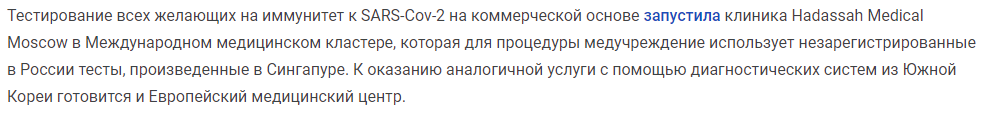 Тестирование всех желающих на иммунитет к SARS-Cov-2 на коммерческой основе запустила клиника Hadassah Medical
Moscow в Международном медицинском кластере, которая для процедуры медучреждение использует незарегистрированные
в России тесты, произведенные в Сингапуре. К оказанию аналогичной услуги с помощью диагностических систем из Южной
Кореи готовится и Европейский медицинский центр.